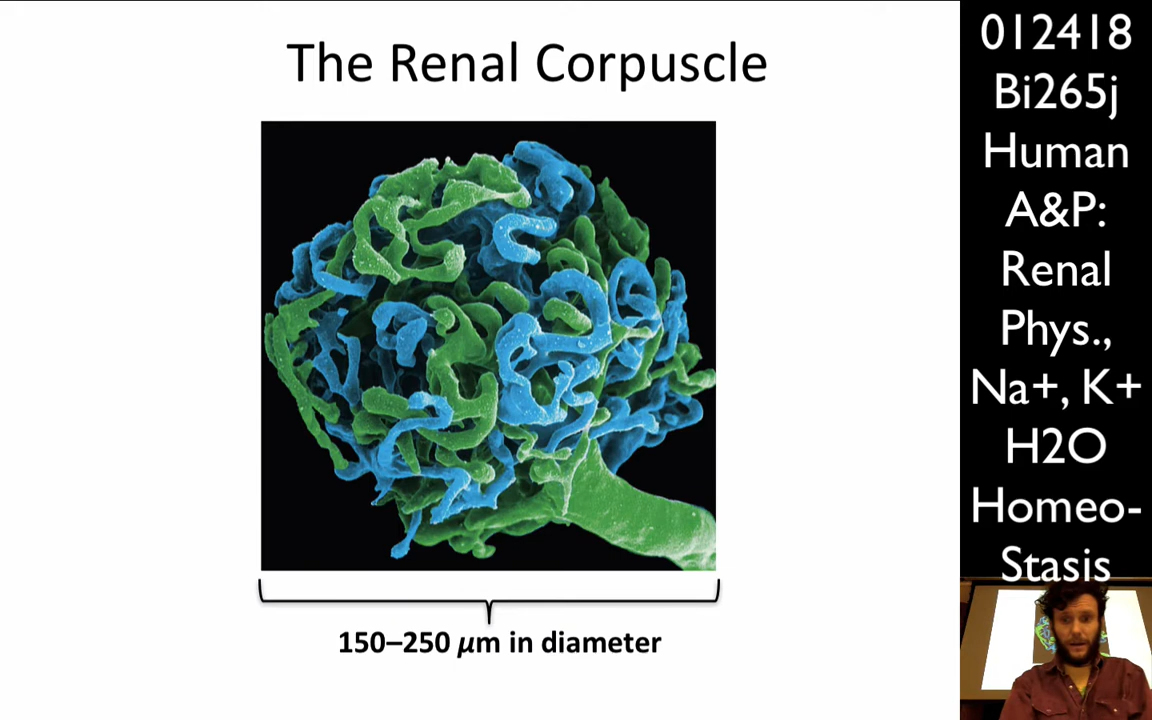 The Renal Corpuscle
150–250 µm in diameter
012418
Bi265j
Human
A&P:
Renal
Phys.,
Na+, K+
H2O
Homeo-
Stasis